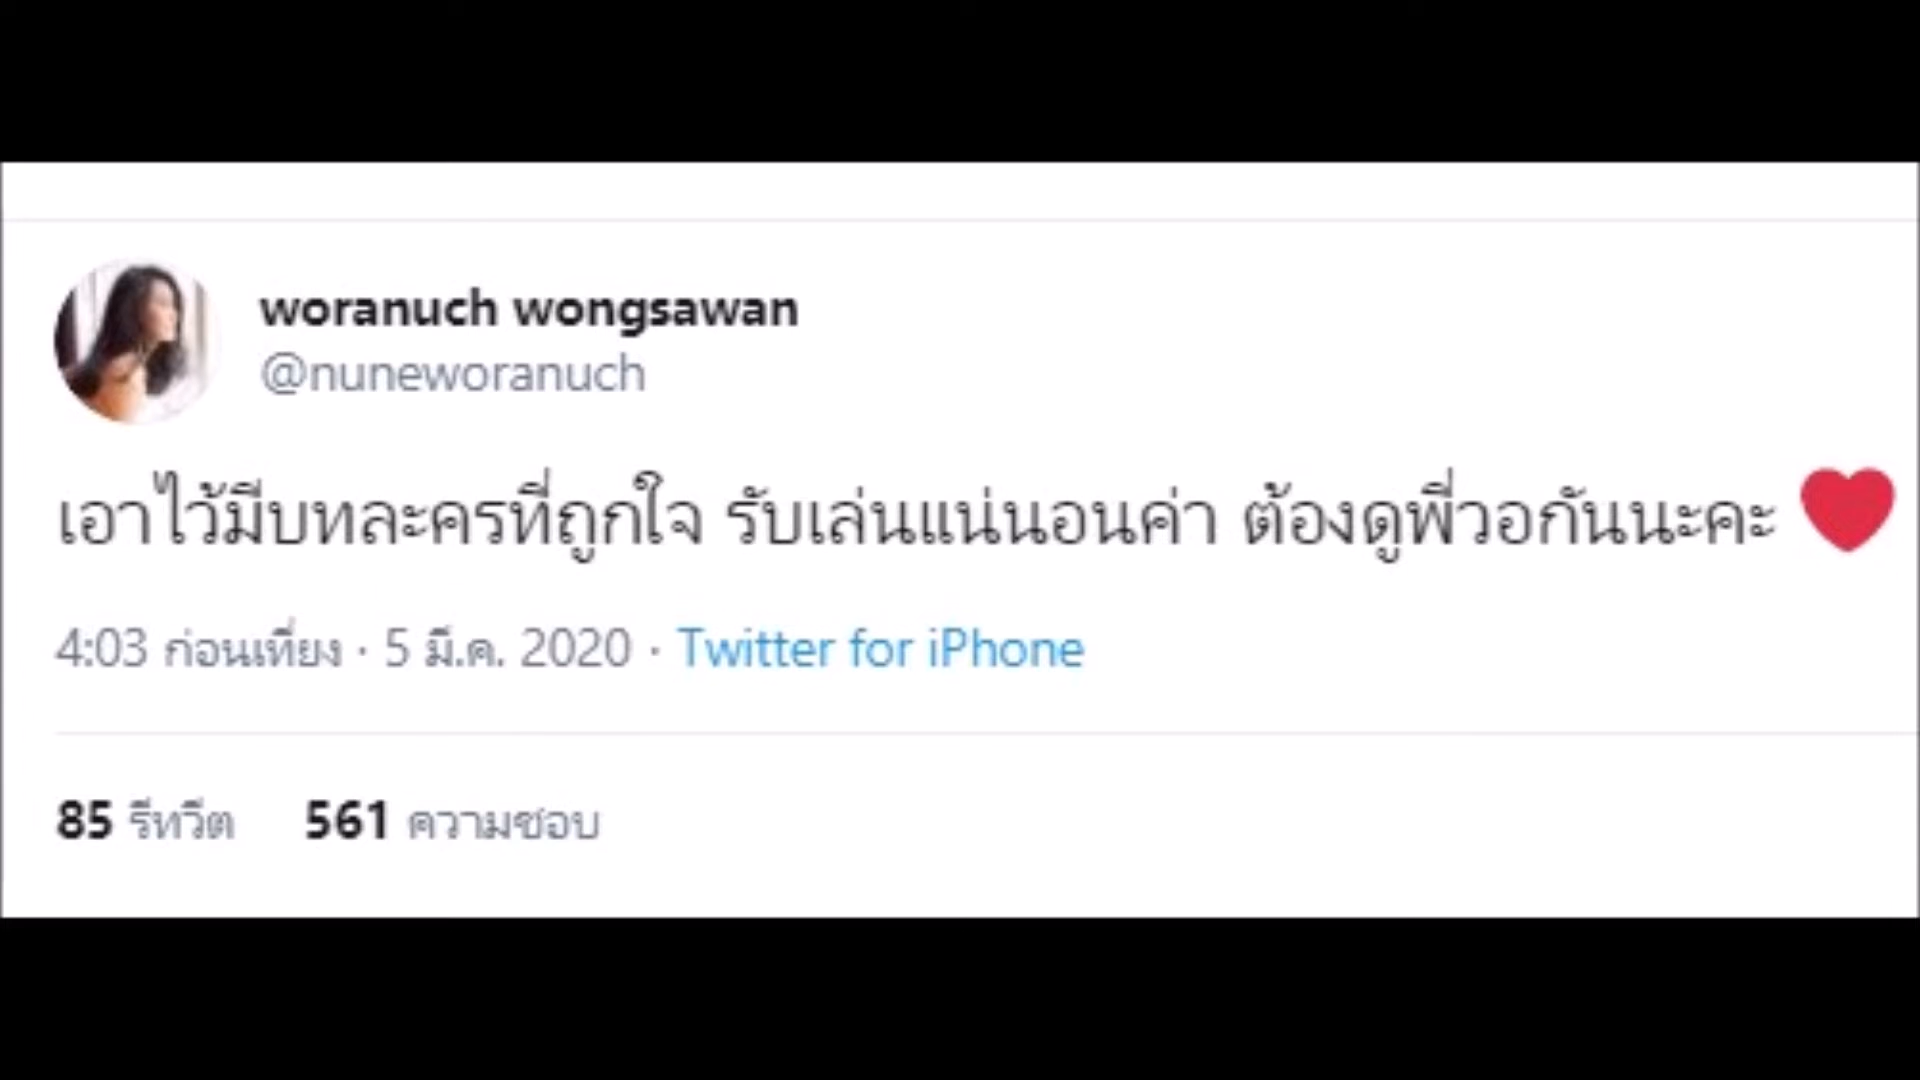 woranuch wongsawan
@nuneworanuch
เอาไว้มีบทละครที่ถูกใจ รับเล่นแน่นอนค่า ต้องดูพี่วอกันนะคะ ❤
4:03 ก่อนเที่ยง · 5 มี.ค. 2020 · Twitter for iPhone
85 รีทวีต 561 ความชอบ